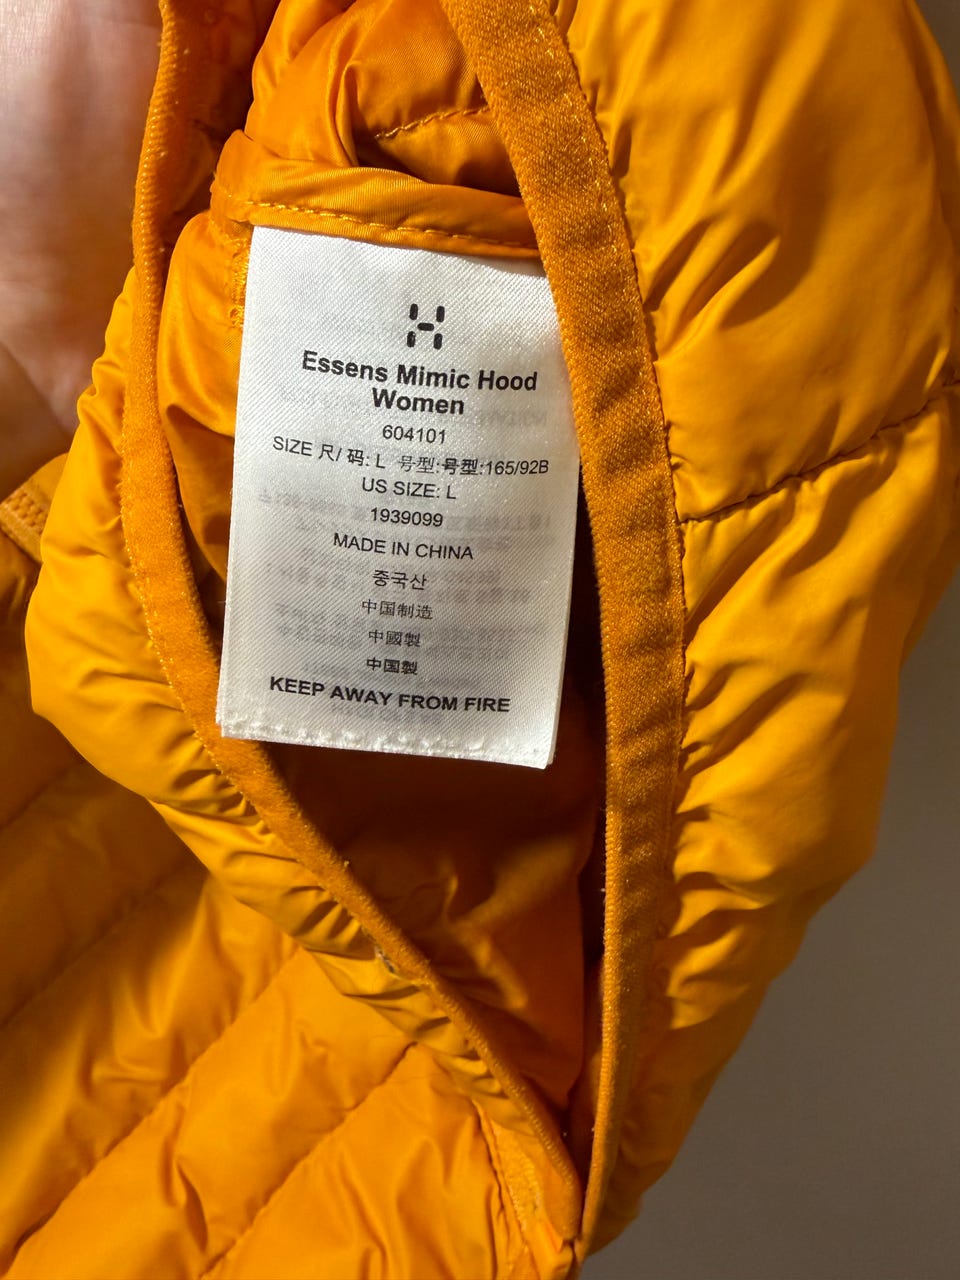 Essens Mimic Hood
Women
604101
SIZE 尺/ 码: L 号型:号型:165/92B
US SIZE: L
1939099
MADE IN CHINA
중국산
中国制造
中國製
中国製
KEEP AWAY FROM FIRE